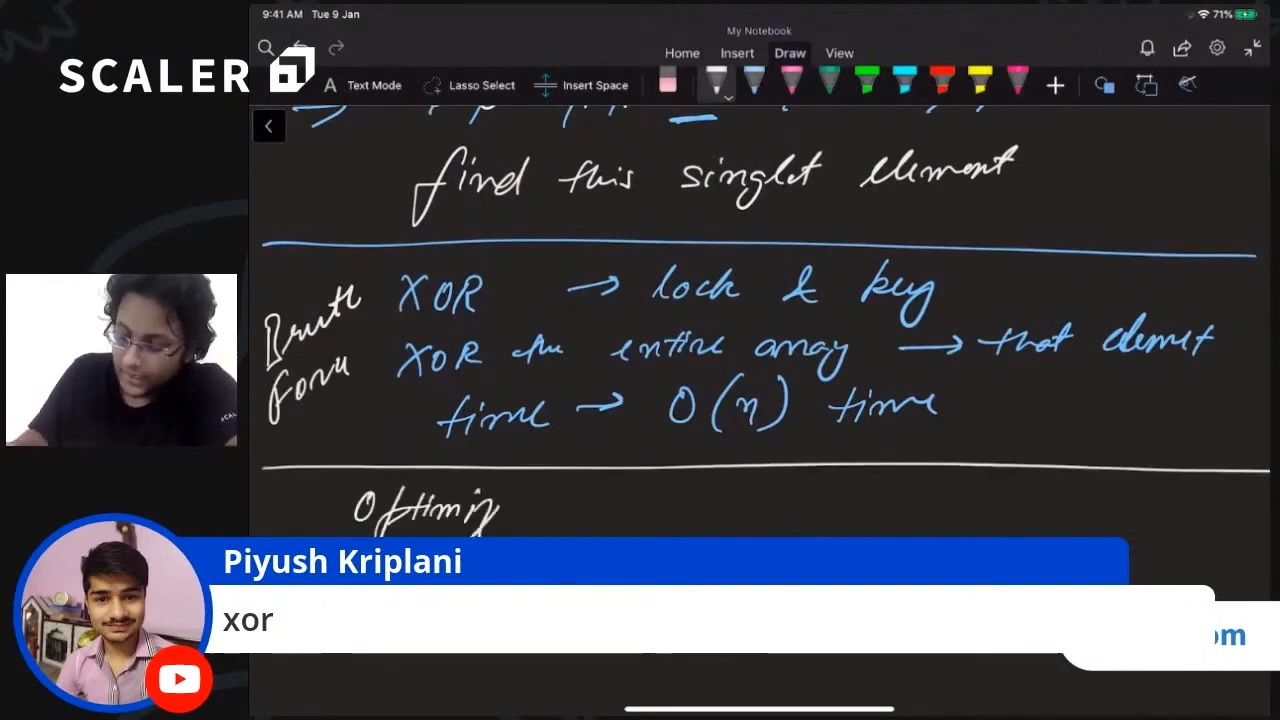 9:41 AM Tue 9 Jan
71%
My Notebook
SCALER
Home Insert Draw View
Text Mode Lasso Select Insert Space
find this singlet element
Brute XOR → lock & key
Force XOR the entire array → that element
time → O(n) time
Optimiz
Piyush Kriplani
xor
om